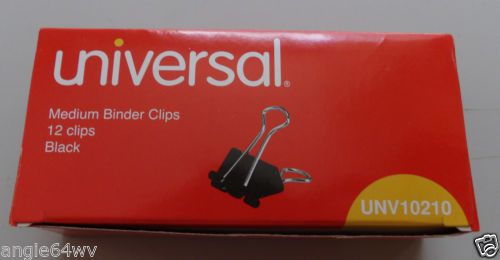 universal®
Medium Binder Clips
12 clips
Black
UNV10210
angle64wv